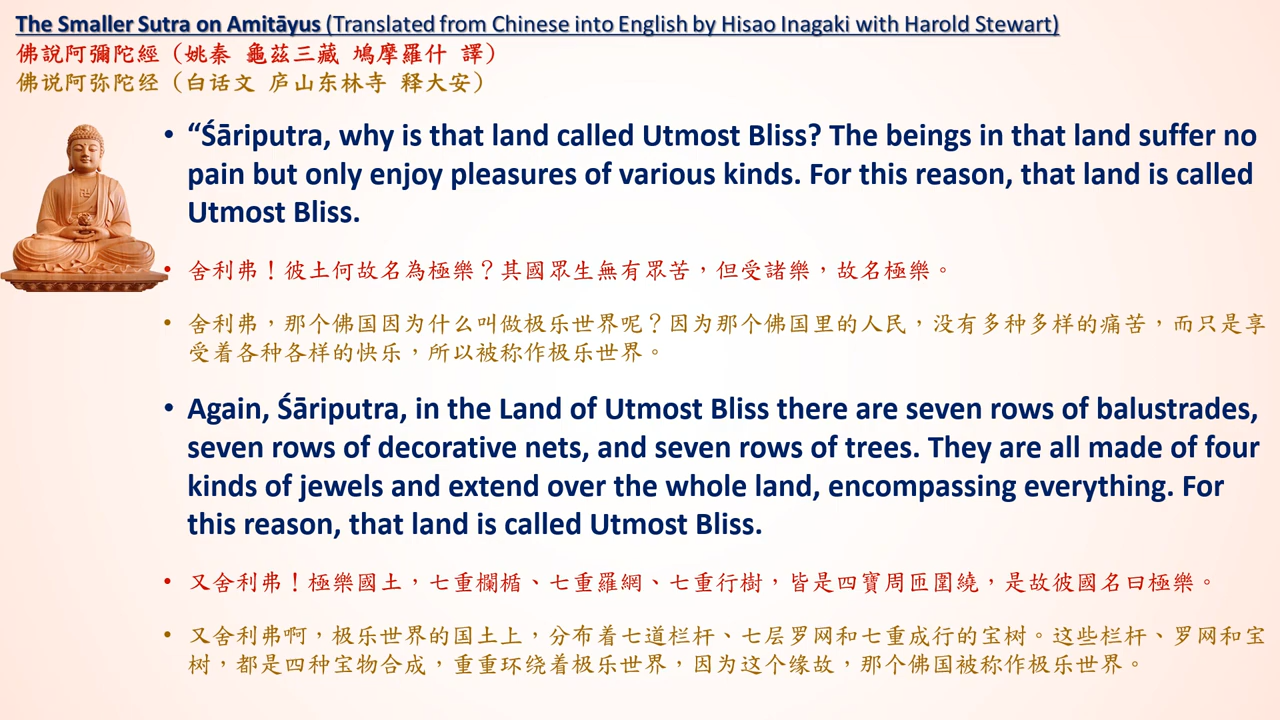 The Smaller Sutra on Amitāyus (Translated from Chinese into English by Hisao Inagaki with Harold Stewart)
佛說阿彌陀經（姚秦 龜茲三藏 鳩摩羅什 譯）
佛说阿弥陀经（白话文 庐山东林寺 释大安）
• “Śāriputra, why is that land called Utmost Bliss? The beings in that land suffer no
pain but only enjoy pleasures of various kinds. For this reason, that land is called
Utmost Bliss.
• 舍利弗！彼土何故名為極樂？其國眾生無有眾苦，但受諸樂，故名極樂。
• 舍利弗，那个佛国因为什么叫做极乐世界呢？因为那个佛国里的人民，没有多种多样的痛苦，而只是享
受着各种各样的快乐，所以被称作极乐世界。
• Again, Śāriputra, in the Land of Utmost Bliss there are seven rows of balustrades,
seven rows of decorative nets, and seven rows of trees. They are all made of four
kinds of jewels and extend over the whole land, encompassing everything. For
this reason, that land is called Utmost Bliss.
• 又舍利弗！極樂國土，七重欄楯、七重羅網、七重行樹，皆是四寶周匝圍繞，是故彼國名曰極樂。
• 又舍利弗啊，极乐世界的国土上，分布着七道栏杆、七层罗网和七重成行的宝树。这些栏杆、罗网和宝
树，都是四种宝物合成，重重环绕着极乐世界，因为这个缘故，那个佛国被称作极乐世界。